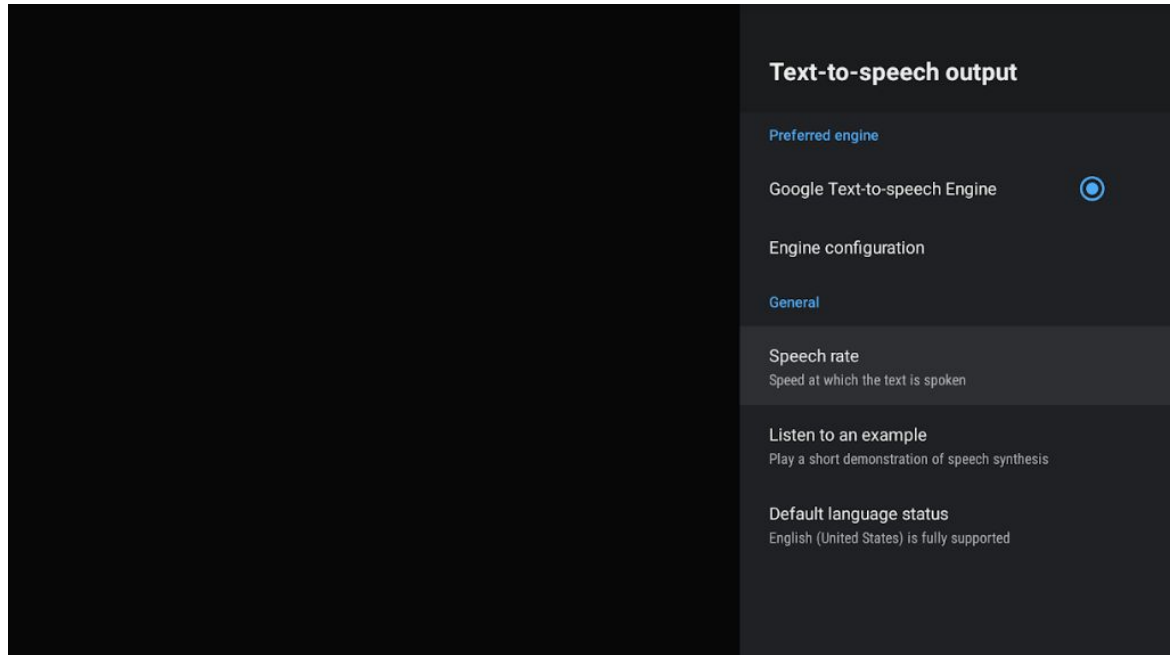 Text-to-speech output
Preferred engine
Google Text-to-speech Engine
Engine configuration
General
Speech rate
Speed at which the text is spoken
Listen to an example
Play a short demonstration of speech synthesis
Default language status
English (United States) is fully supported